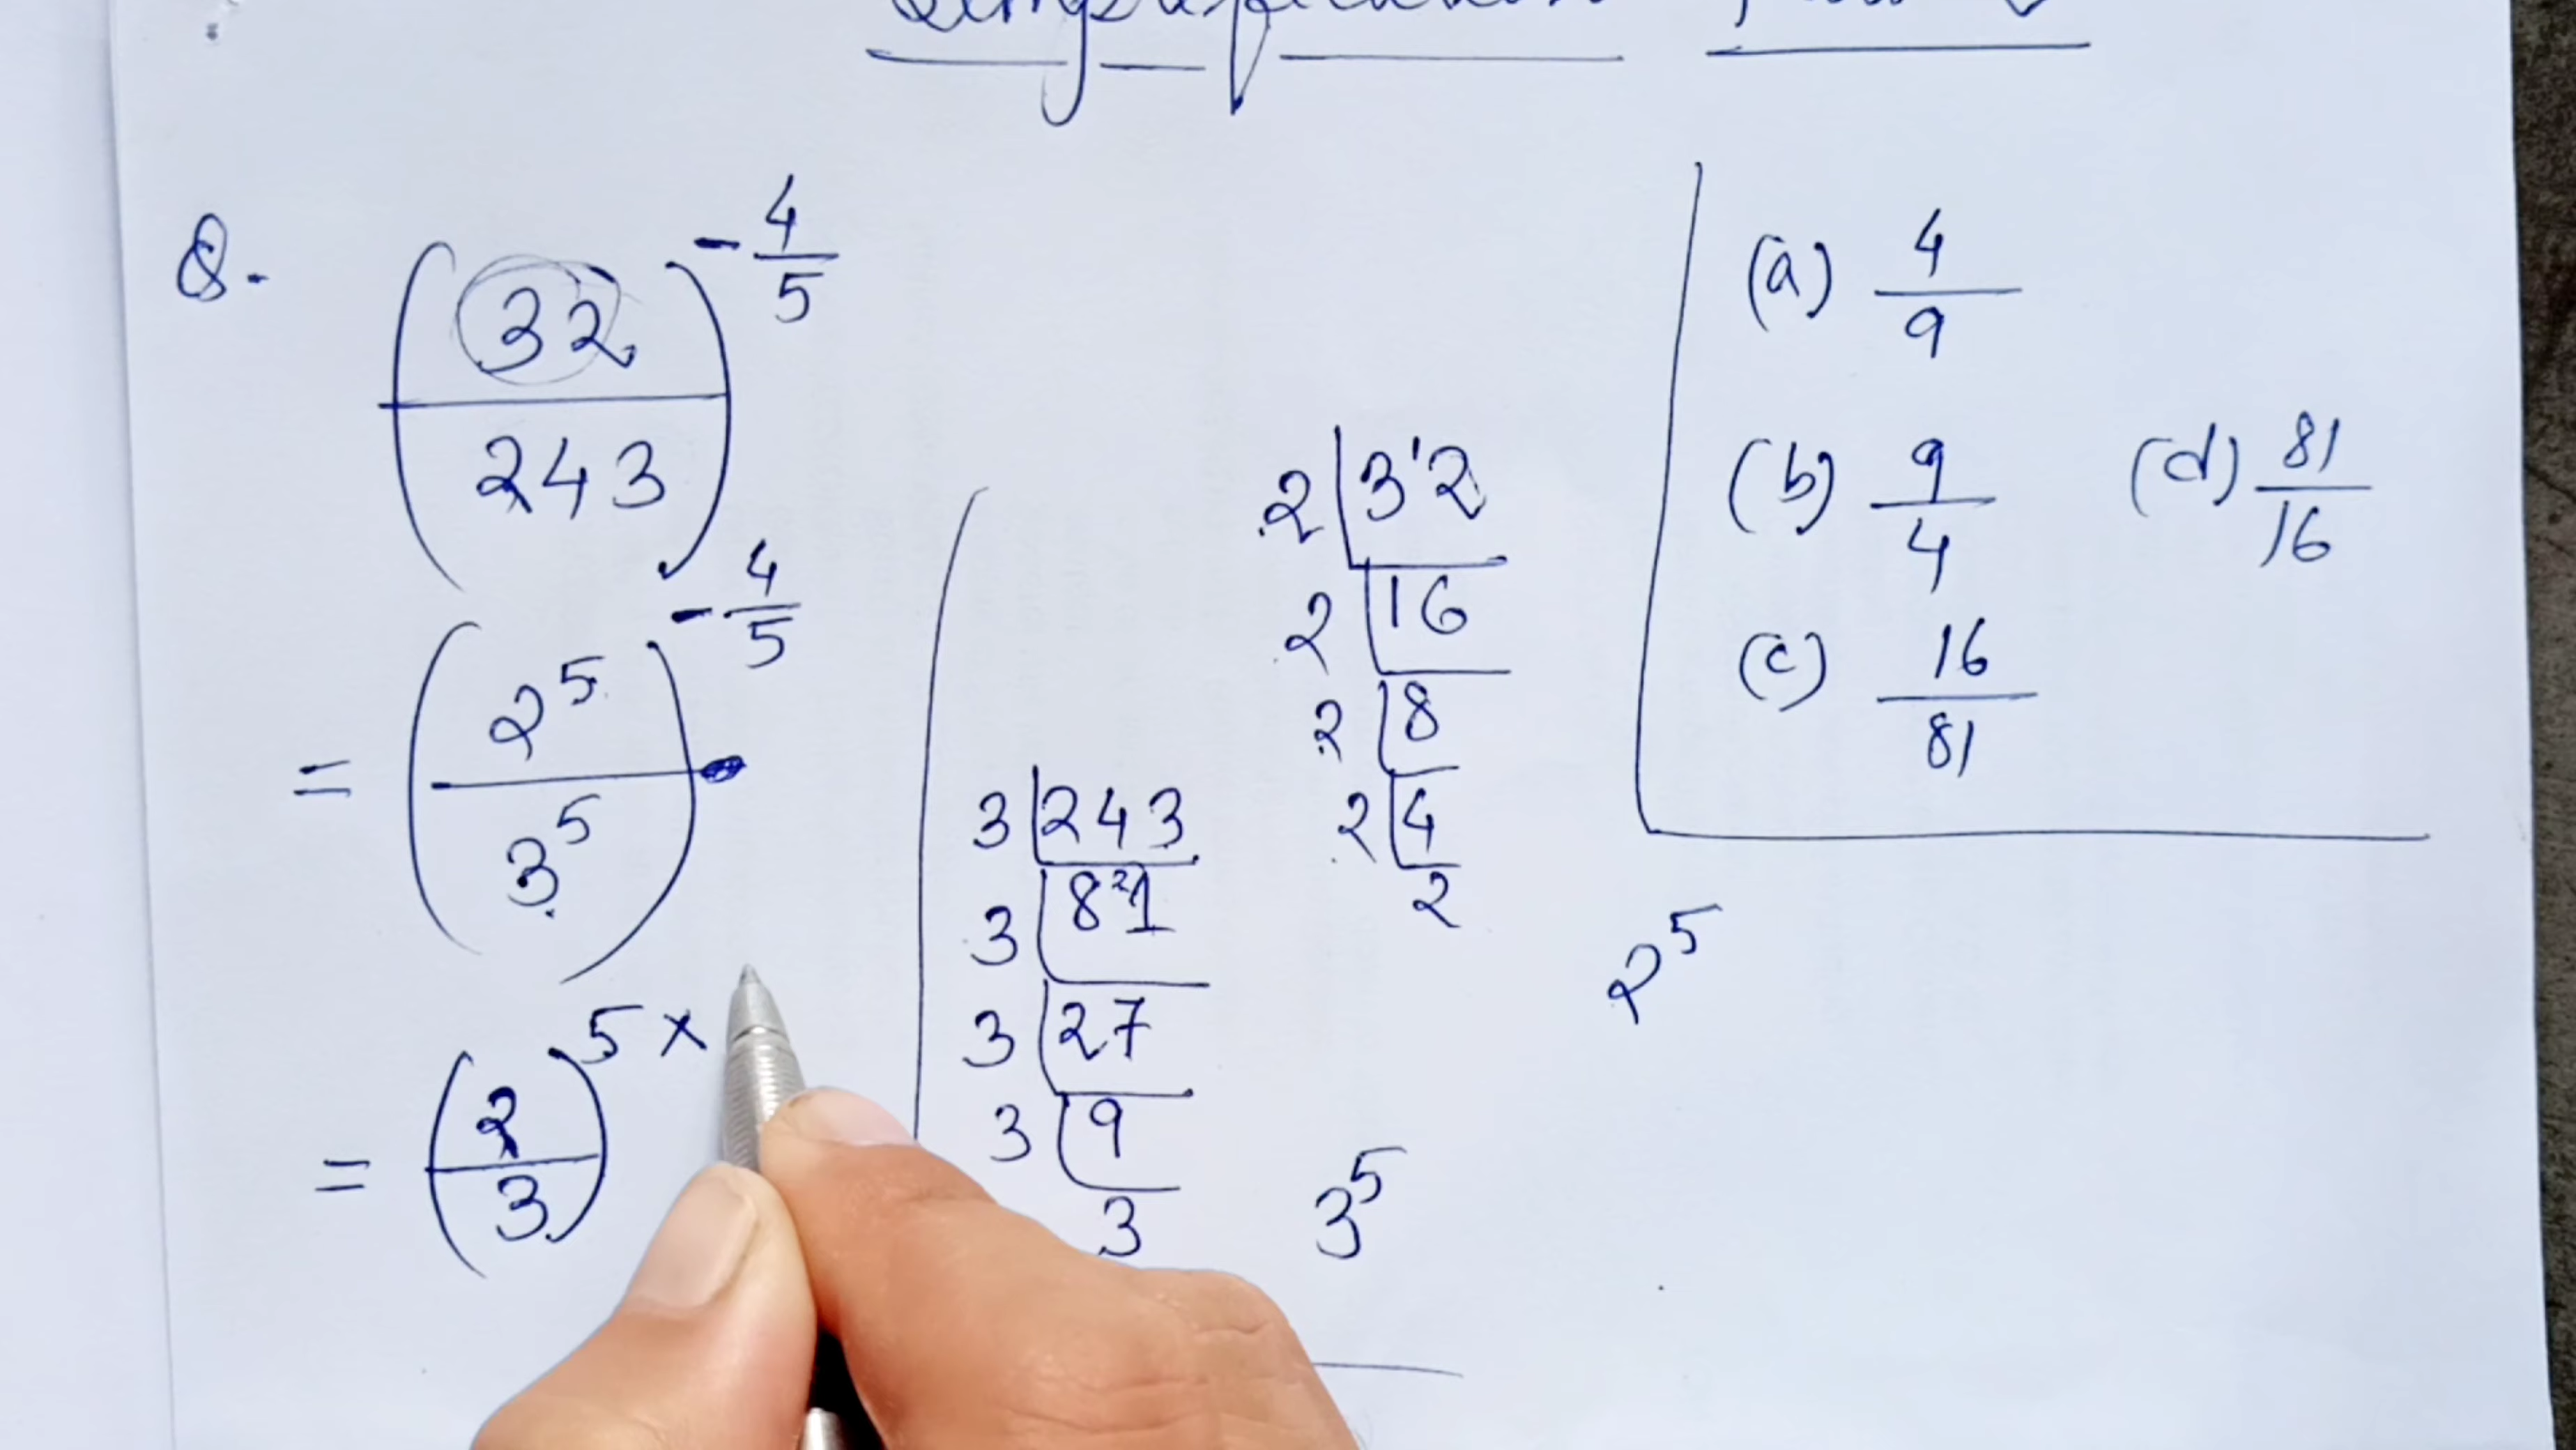 Q. (32/243)^(-4/5)
= (2^5/3^5)^(-4/5)
= (2/3)^(5 ×
3 | 243
3 | 81
3 | 27
3 | 9
3
3^5
2 | 32
2 | 16
2 | 8
2 | 4
2
2^5
(a) 4/9
(b) 9/4 (d) 81/16
(c) 16/81